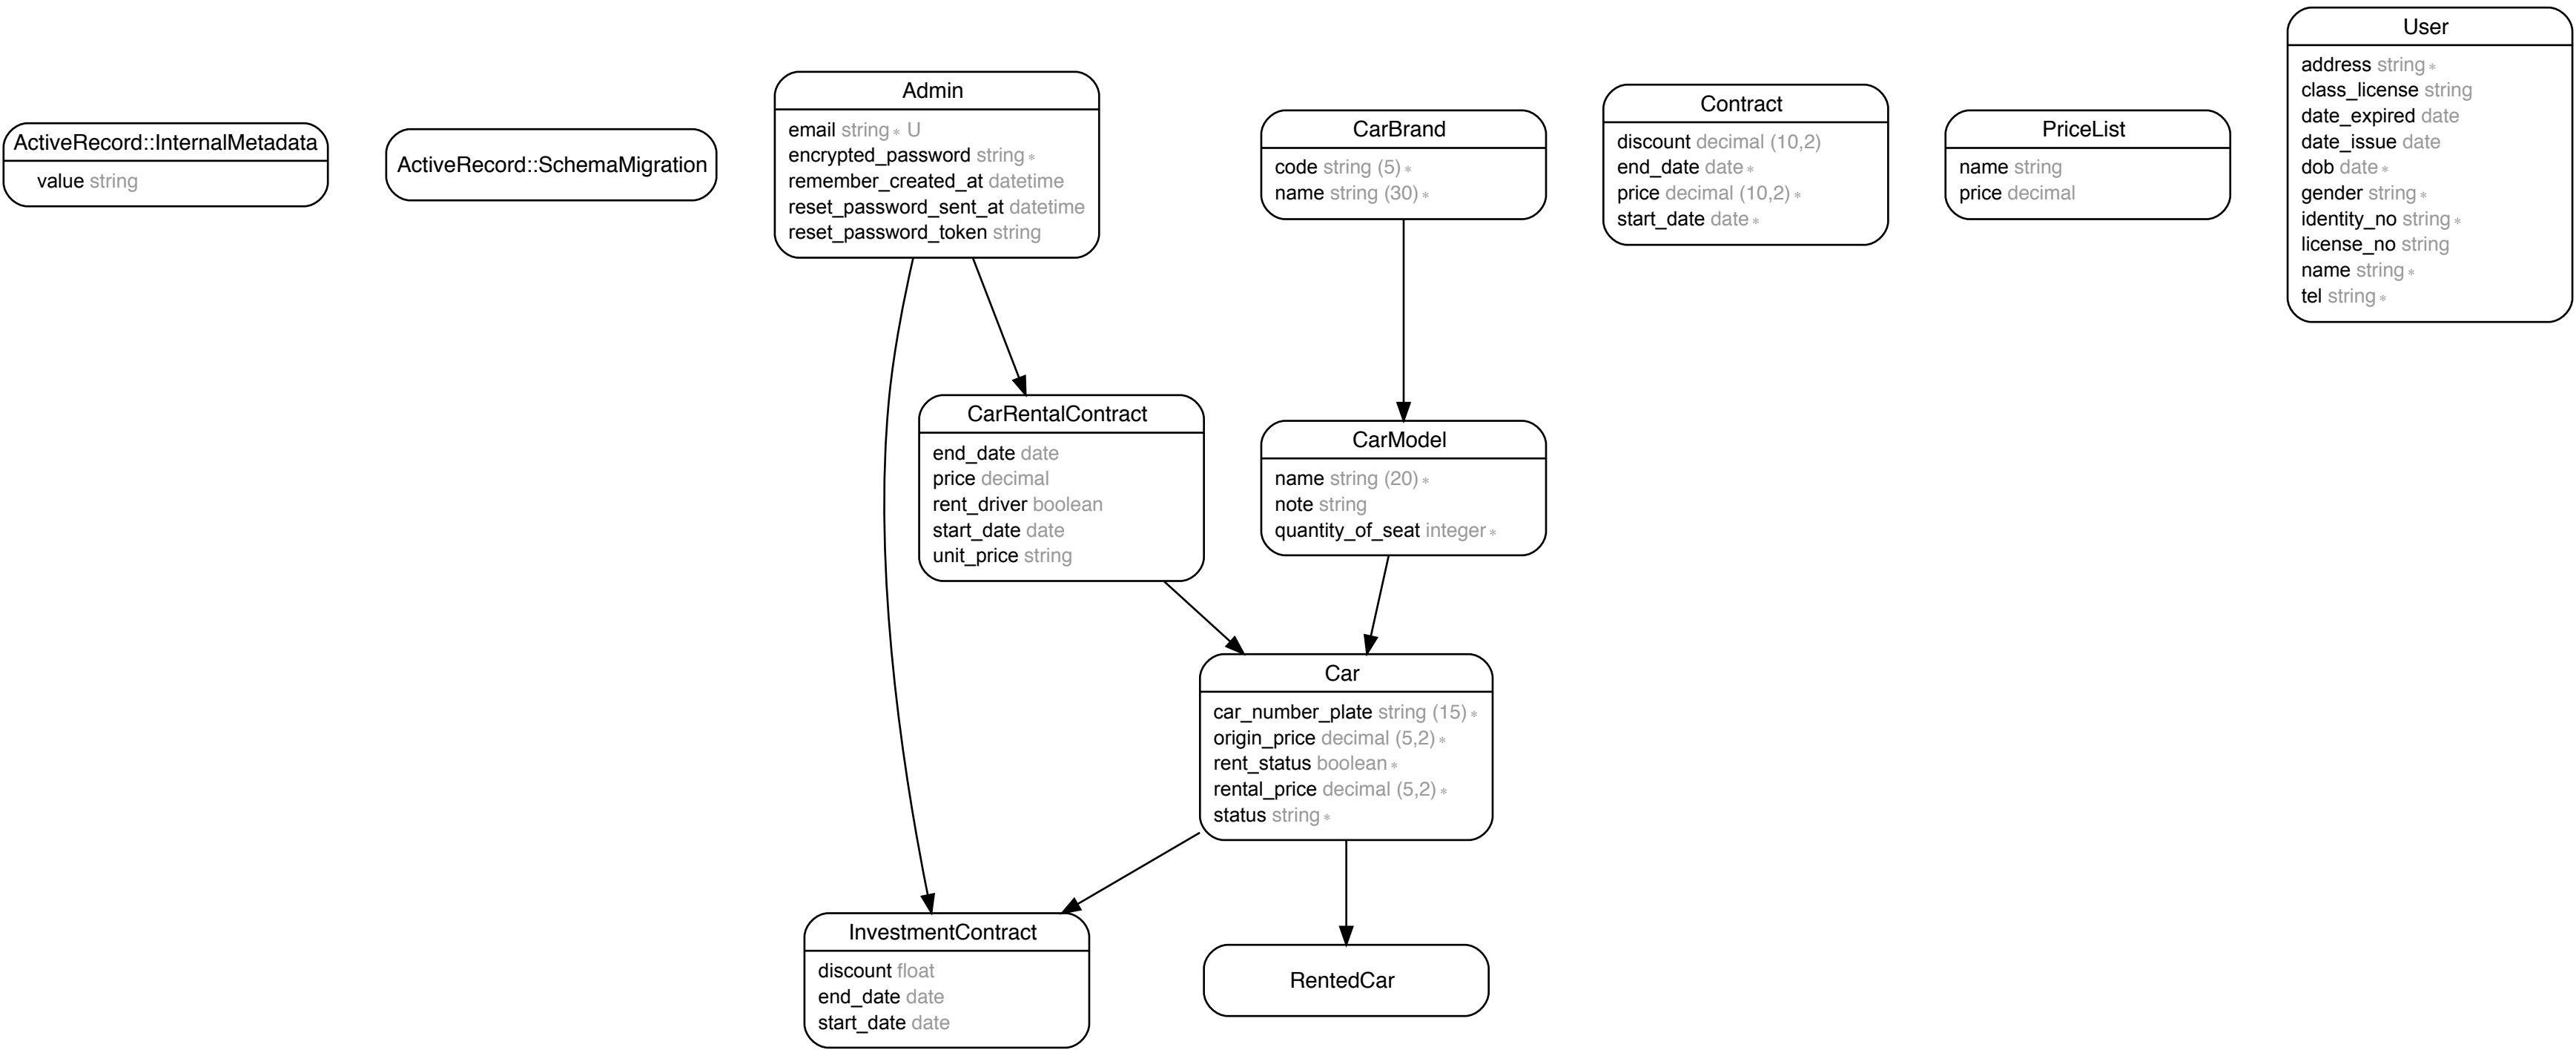 ActiveRecord::InternalMetadata
value string
ActiveRecord::SchemaMigration
Admin
email string ∗ U
encrypted_password string ∗
remember_created_at datetime
reset_password_sent_at datetime
reset_password_token string
CarBrand
code string (5) ∗
name string (30) ∗
Contract
discount decimal (10,2)
end_date date ∗
price decimal (10,2) ∗
start_date date ∗
PriceList
name string
price decimal
User
address string ∗
class_license string
date_expired date
date_issue date
dob date ∗
gender string ∗
identity_no string ∗
license_no string
name string ∗
tel string ∗
CarRentalContract
end_date date
price decimal
rent_driver boolean
start_date date
unit_price string
CarModel
name string (20) ∗
note string
quantity_of_seat integer ∗
Car
car_number_plate string (15) ∗
origin_price decimal (5,2) ∗
rent_status boolean ∗
rental_price decimal (5,2) ∗
status string ∗
InvestmentContract
discount float
end_date date
start_date date
RentedCar